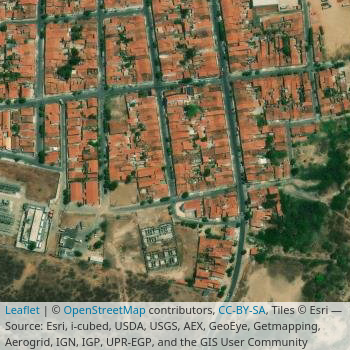 Leaflet | © OpenStreetMap contributors, CC-BY-SA, Tiles © Esri —
Source: Esri, i-cubed, USDA, USGS, AEX, GeoEye, Getmapping,
Aerogrid, IGN, IGP, UPR-EGP, and the GIS User Community